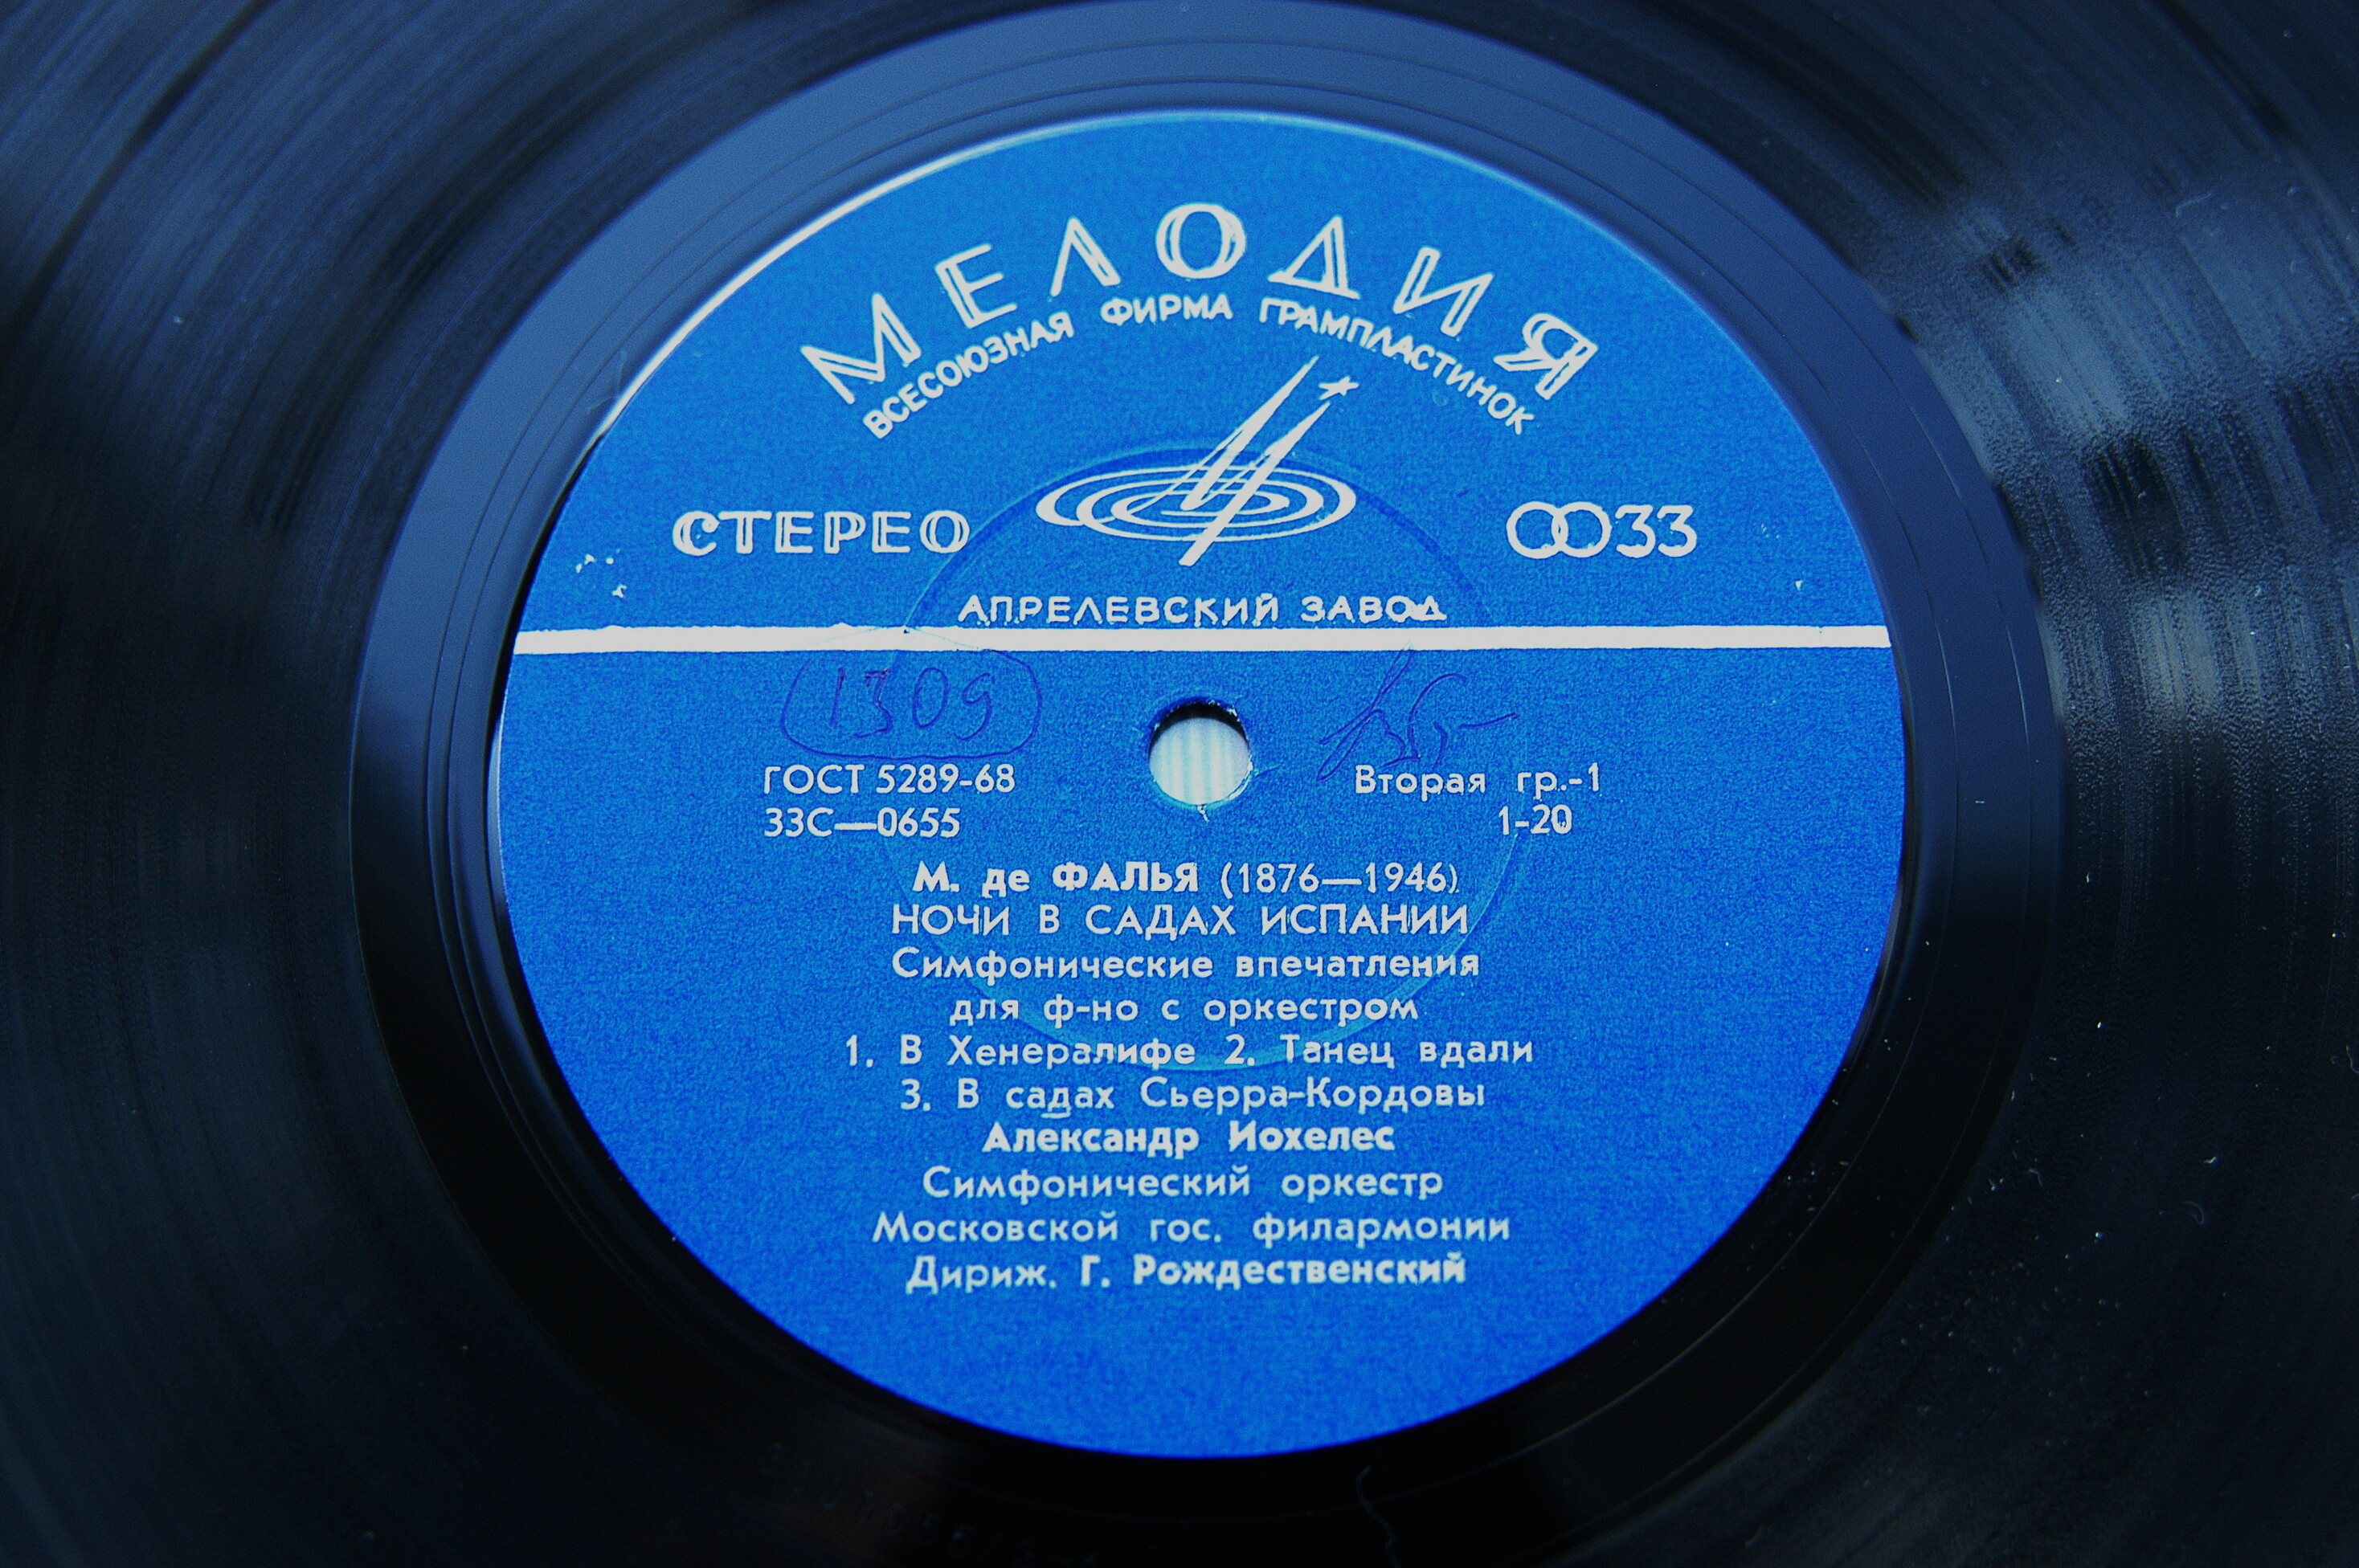 МЕЛОДИЯ
ВСЕСОЮЗНАЯ ФИРМА ГРАМПЛАСТИНОК
СТЕРЕО
33
АПРЕЛЕВСКИЙ ЗАВОД
1309
ГОСТ 5289-68
33С—0655
Вторая гр.-1
1-20
М. де ФАЛЬЯ (1876—1946)
НОЧИ В САДАХ ИСПАНИИ
Симфонические впечатления
для ф-но с оркестром
1. В Хенералифе 2. Танец вдали
3. В садах Сьерра-Кордовы
Александр Иохелес
Симфонический оркестр
Московской гос. филармонии
Дириж. Г. Рождественский